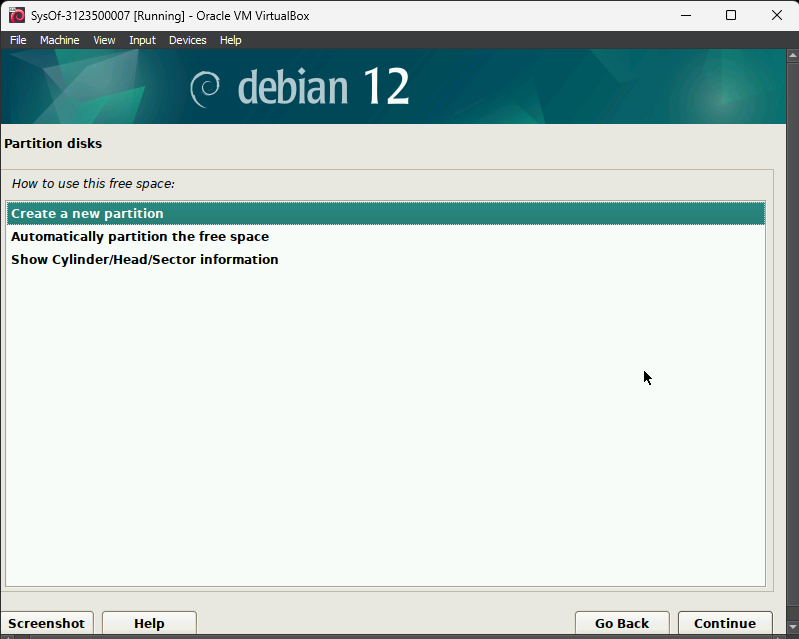 SysOf-3123500007 [Running] - Oracle VM VirtualBox
File Machine View Input Devices Help
debian 12
Partition disks
How to use this free space:
Create a new partition
Automatically partition the free space
Show Cylinder/Head/Sector information
Screenshot Help Go Back Continue